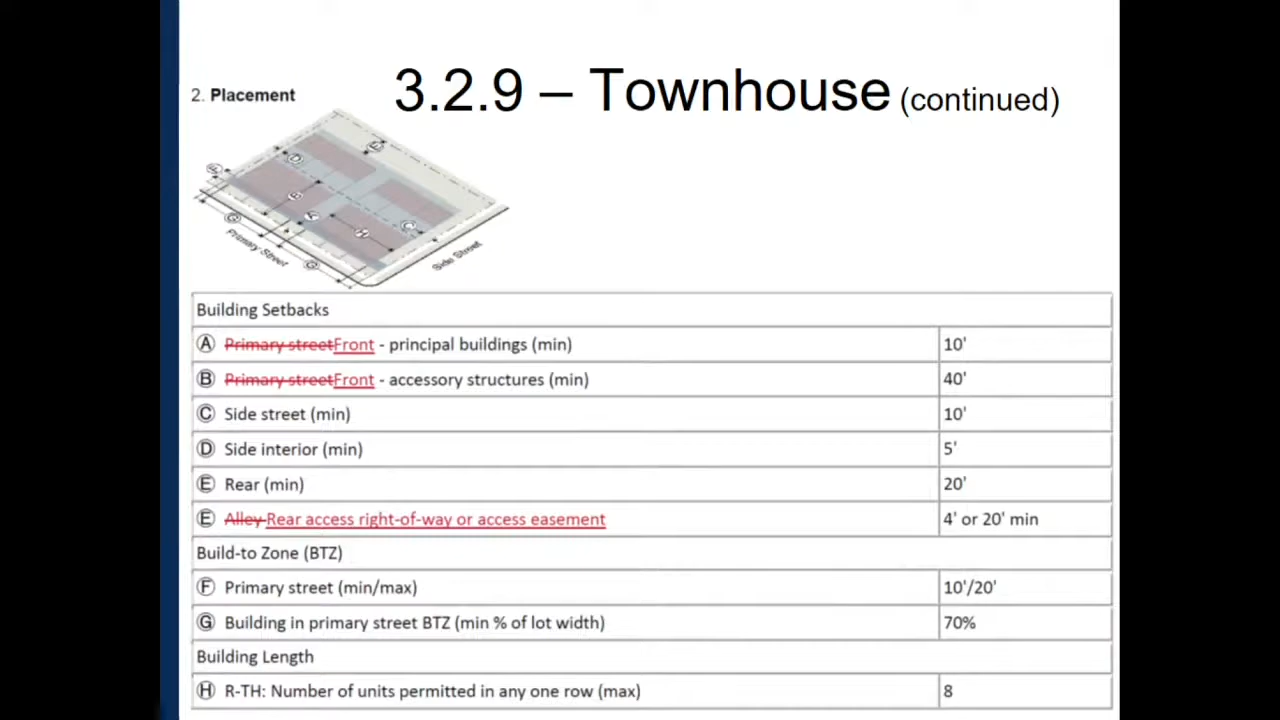 3.2.9 – Townhouse (continued)
2. Placement
Primary Street
Side Street
Building Setbacks
A Primary streetFront - principal buildings (min) 10'
B Primary streetFront - accessory structures (min) 40'
C Side street (min) 10'
D Side interior (min) 5'
E Rear (min) 20'
E Alley Rear access right-of-way or access easement 4' or 20' min
Build-to Zone (BTZ)
F Primary street (min/max) 10'/20'
G Building in primary street BTZ (min % of lot width) 70%
Building Length
H R-TH: Number of units permitted in any one row (max) 8